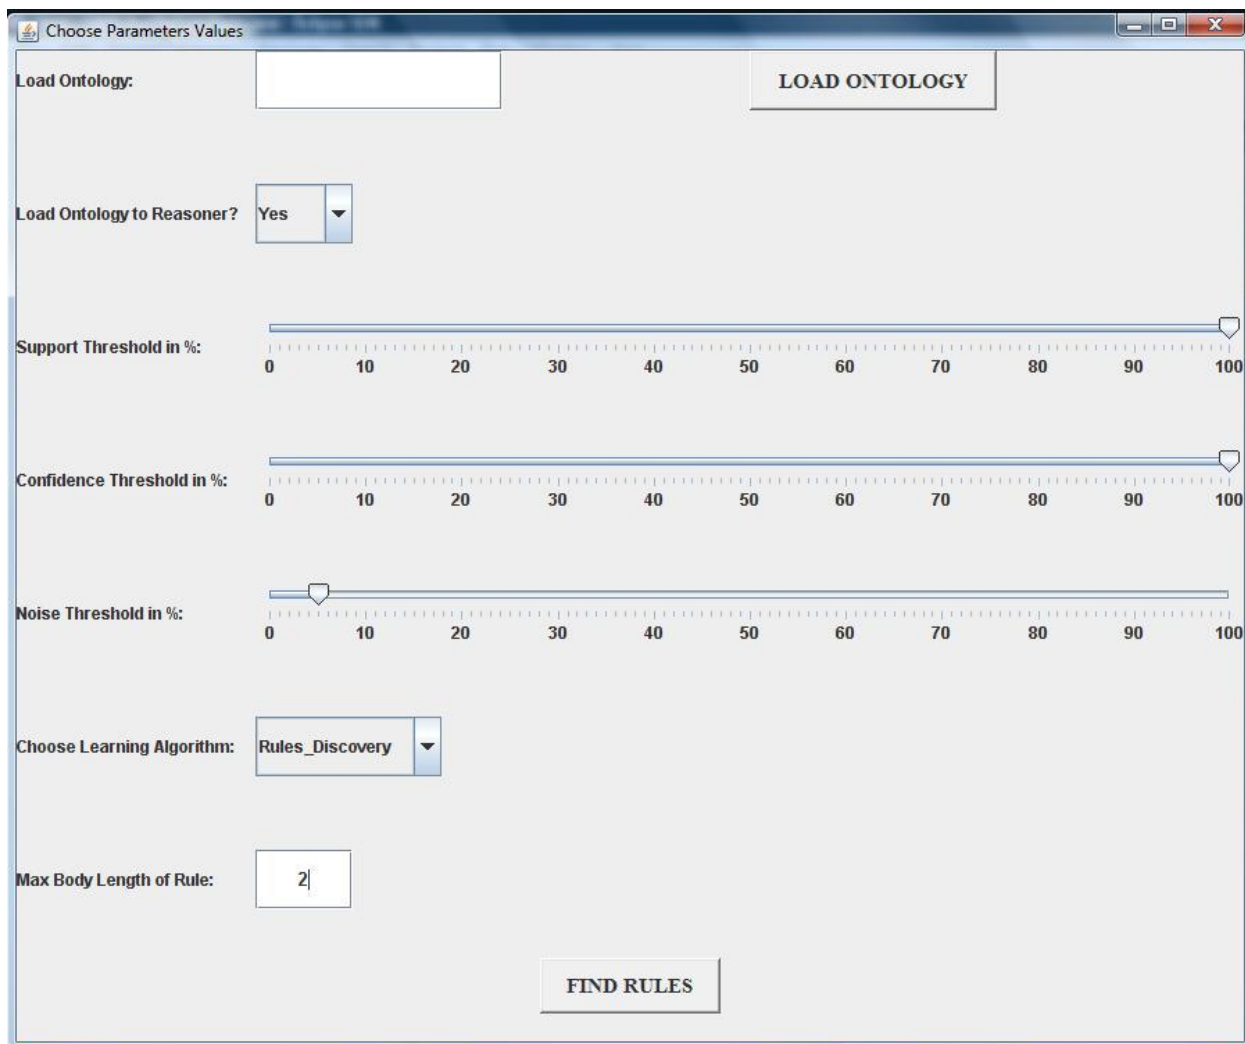 Choose Parameters Values
Load Ontology: LOAD ONTOLOGY
Load Ontology to Reasoner? Yes
Support Threshold in %:
0 10 20 30 40 50 60 70 80 90 100
Confidence Threshold in %:
0 10 20 30 40 50 60 70 80 90 100
Noise Threshold in %:
0 10 20 30 40 50 60 70 80 90 100
Choose Learning Algorithm: Rules_Discovery
Max Body Length of Rule: 2
FIND RULES